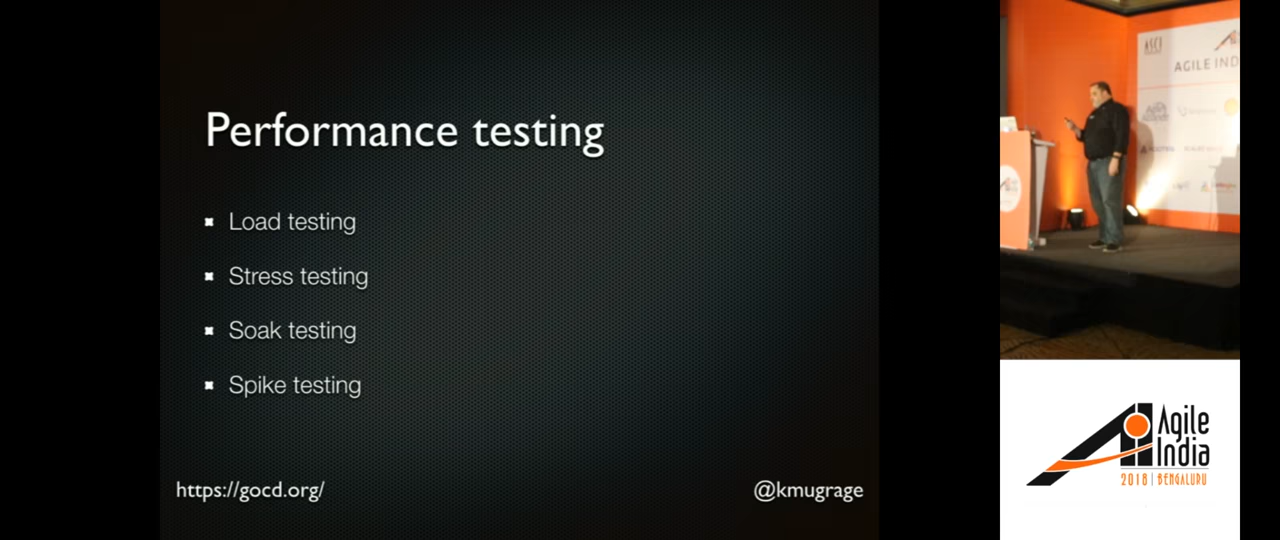 Performance testing
Load testing
Stress testing
Soak testing
Spike testing
https://gocd.org/
@kmugrage
ASCI
AGILE IND
Agile
India
2018 | BENGALURU